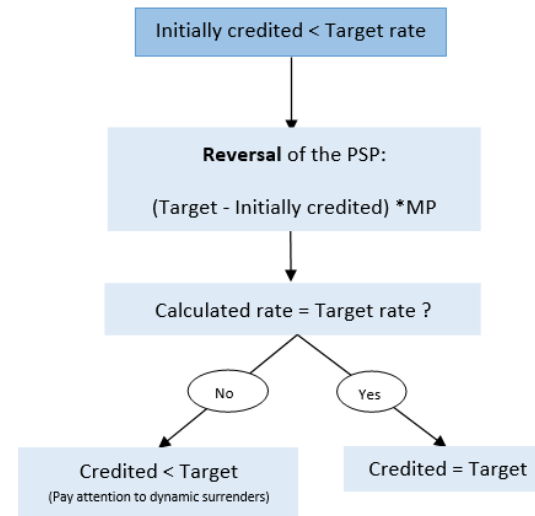 Initially credited < Target rate
Reversal of the PSP:
(Target - Initially credited) *MP
Calculated rate = Target rate ?
No
Yes
Credited < Target
(Pay attention to dynamic surrenders)
Credited = Target